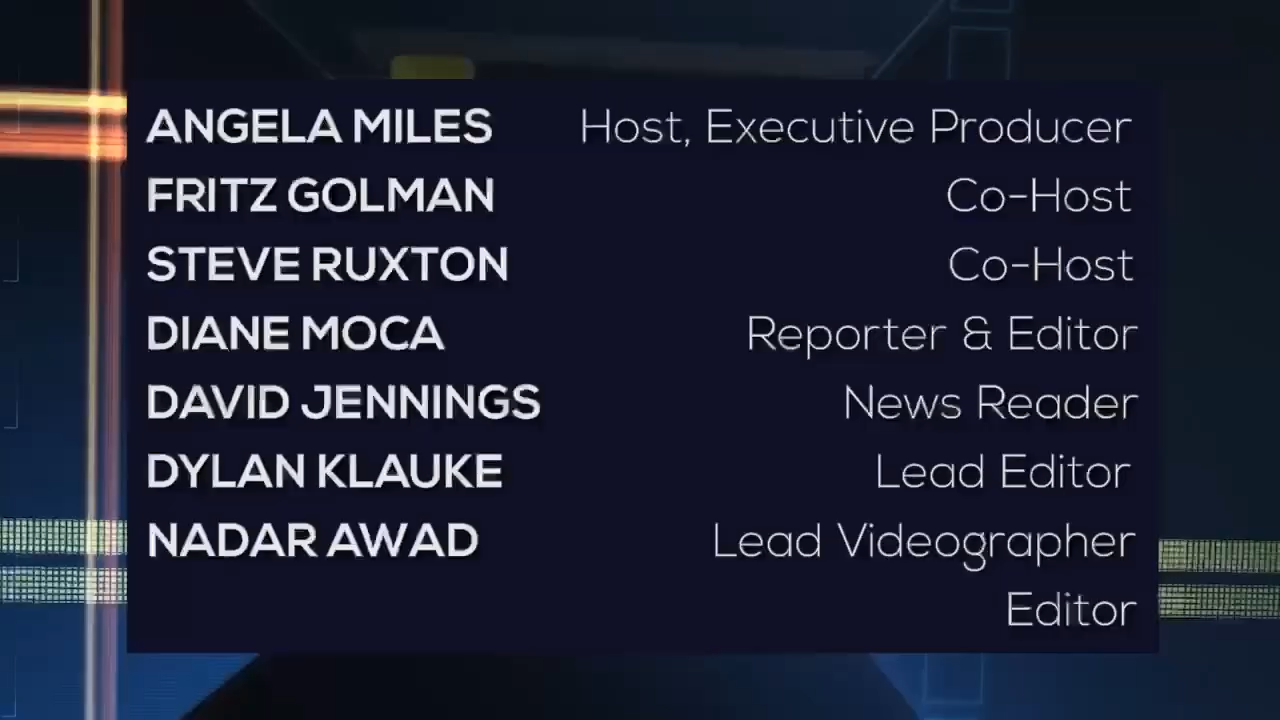 ANGELA MILES Host, Executive Producer
FRITZ GOLMAN Co-Host
STEVE RUXTON Co-Host
DIANE MOCA Reporter & Editor
DAVID JENNINGS News Reader
DYLAN KLAUKE Lead Editor
NADAR AWAD Lead Videographer
Editor